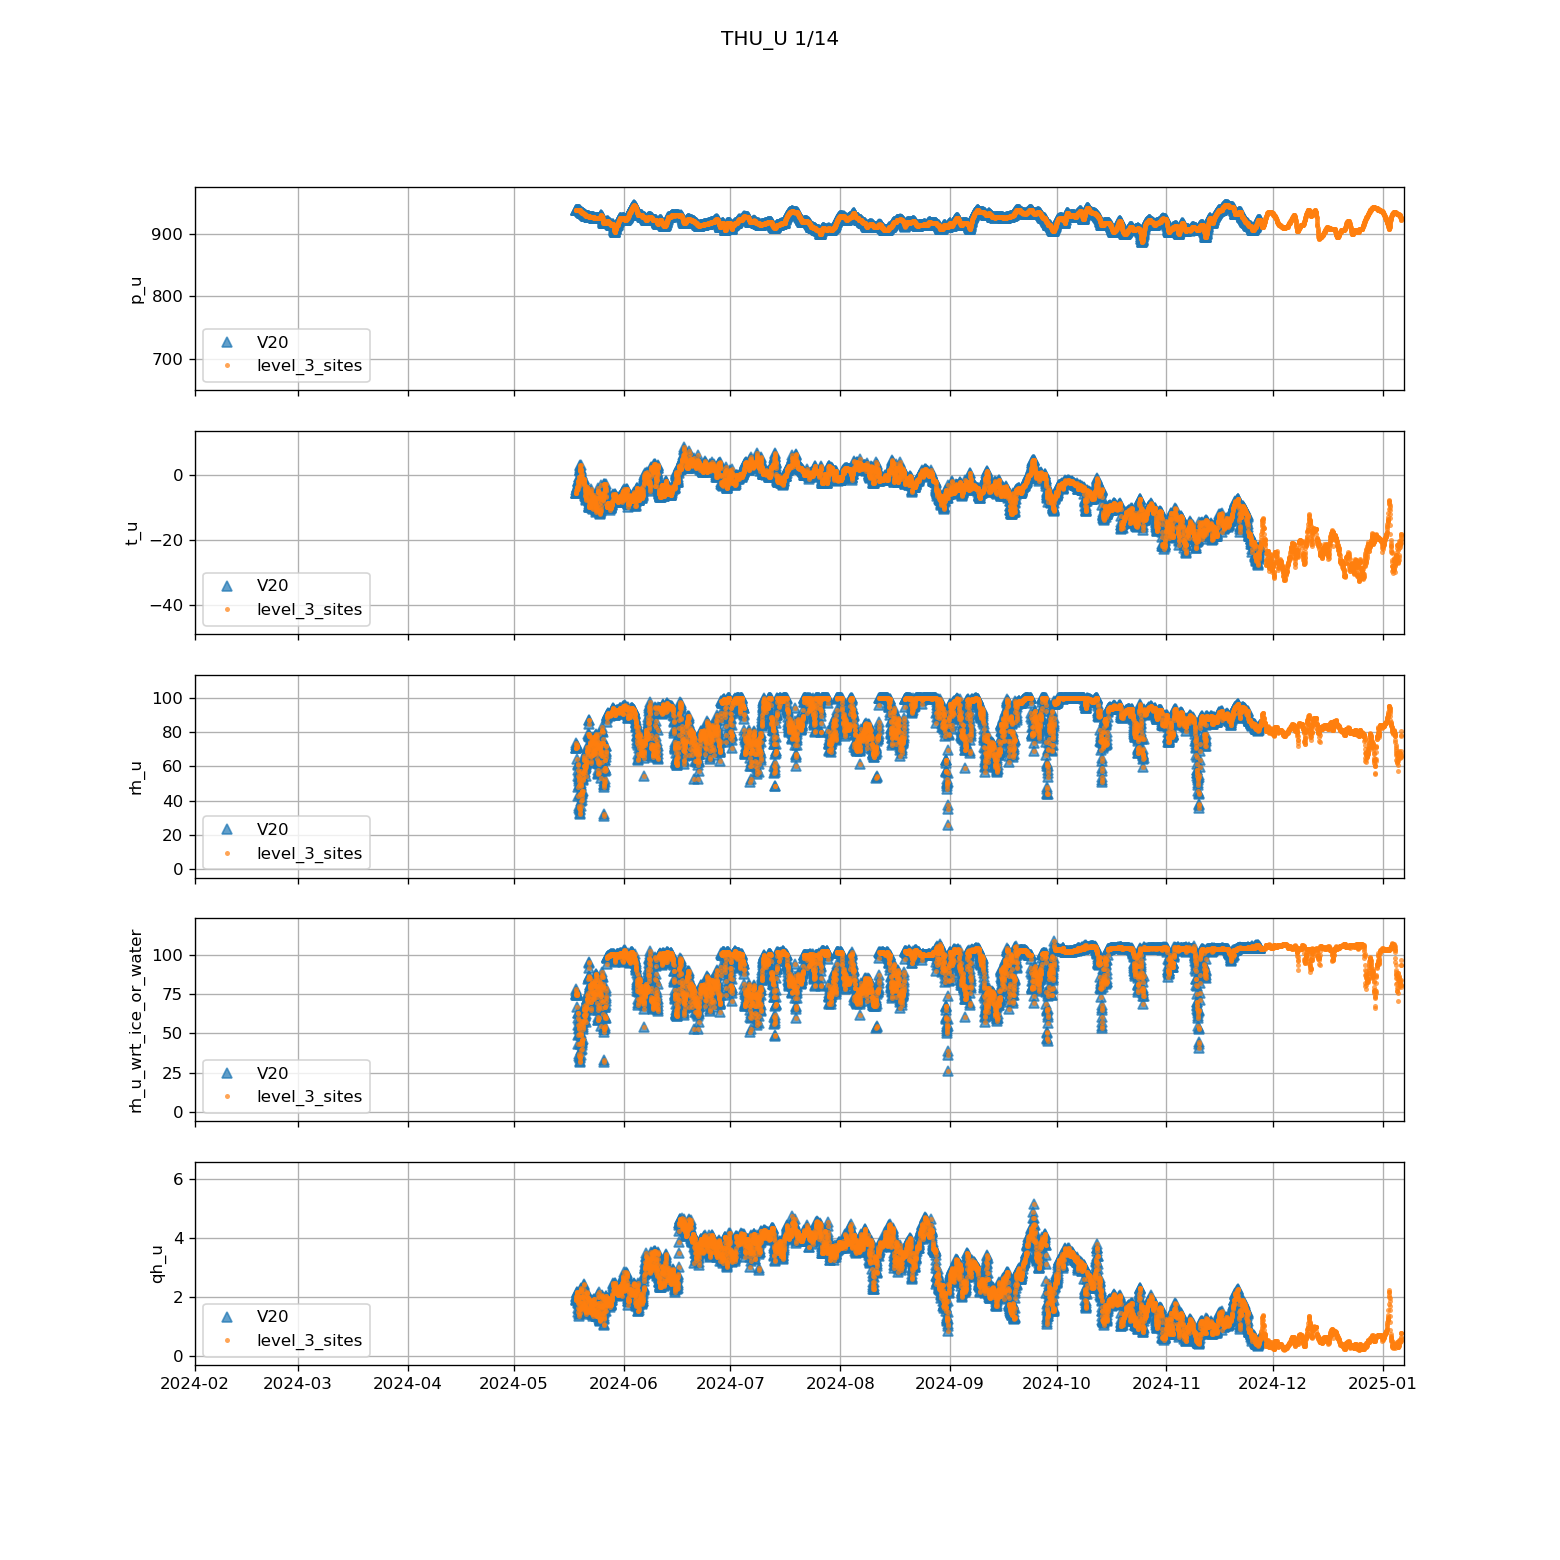 THU_U 1/14
900
800
700
p_u
V20
level_3_sites
0
−20
−40
t_u
V20
level_3_sites
100
80
60
40
20
0
rh_u
V20
level_3_sites
100
75
50
25
0
rh_u_wrt_ice_or_water
V20
level_3_sites
6
4
2
0
qh_u
V20
level_3_sites
2024-02 2024-03 2024-04 2024-05 2024-06 2024-07 2024-08 2024-09 2024-10 2024-11 2024-12 2025-01